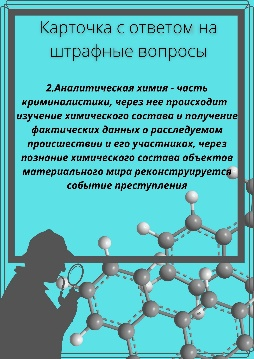 Карточка с ответом на
штрафные вопросы
2.Аналитическая химия - часть
криминалистики, через нее происходит
изучение химического состава и получение
фактических данных о расследуемом
происшествии и его участниках, через
познание химического состава объектов
материального мира реконструируется
событие преступления